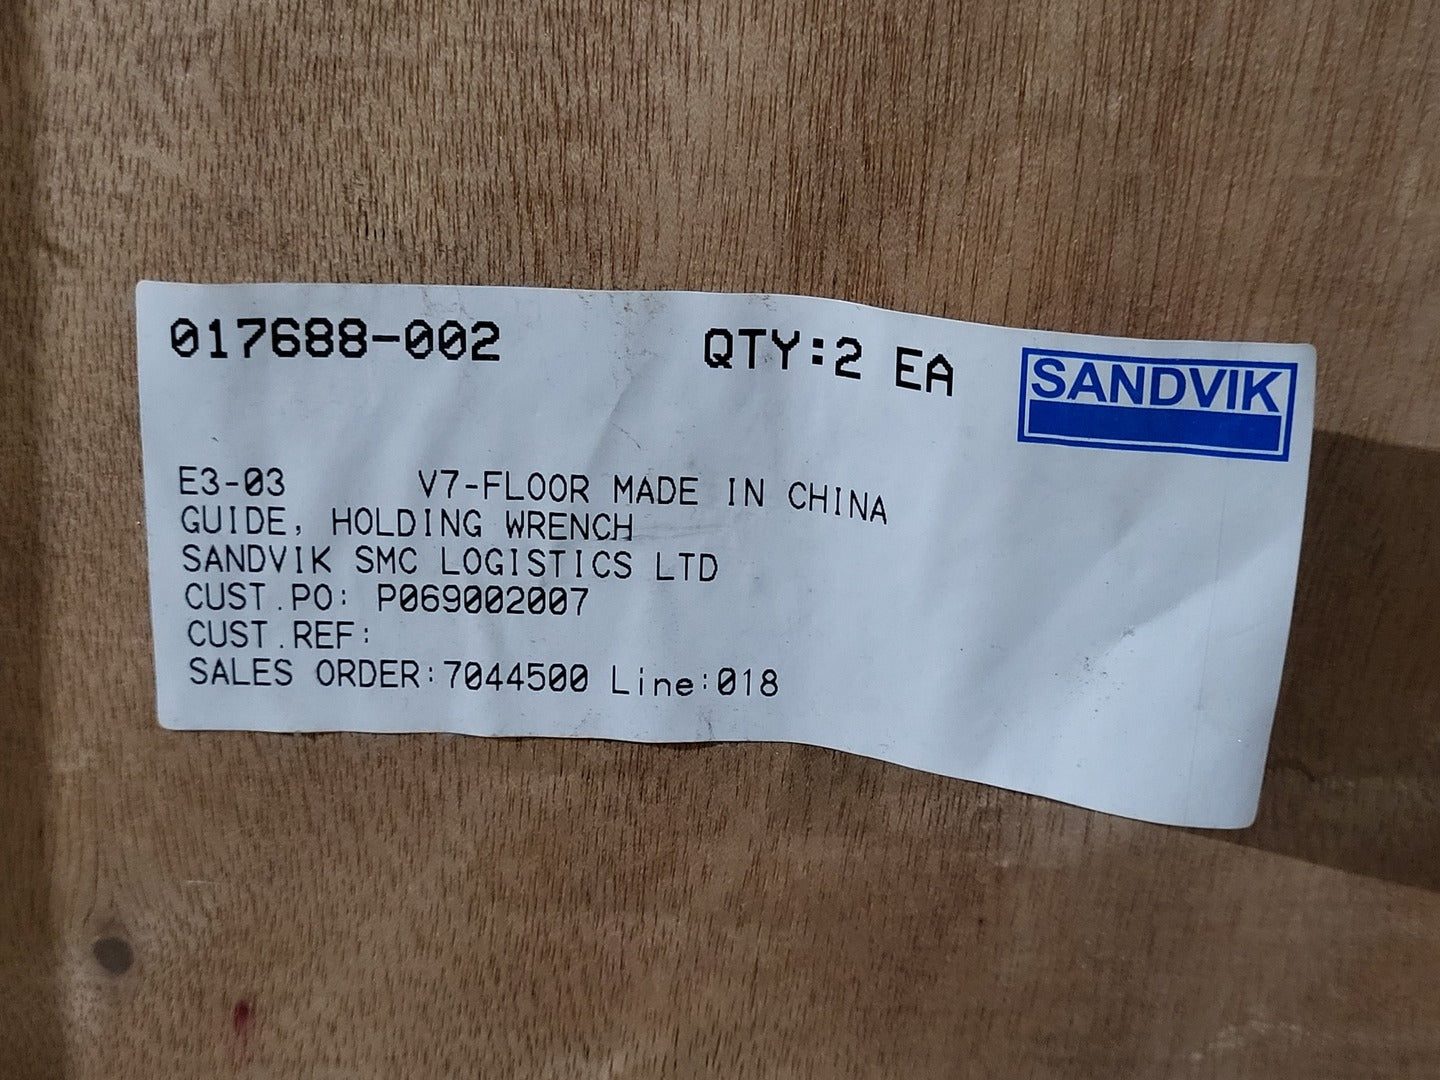 017688-002 QTY:2 EA SANDVIK
E3-03 V7-FLOOR MADE IN CHINA
GUIDE, HOLDING WRENCH
SANDVIK SMC LOGISTICS LTD
CUST.PO: P069002007
CUST.REF:
SALES ORDER:7044500 Line:018